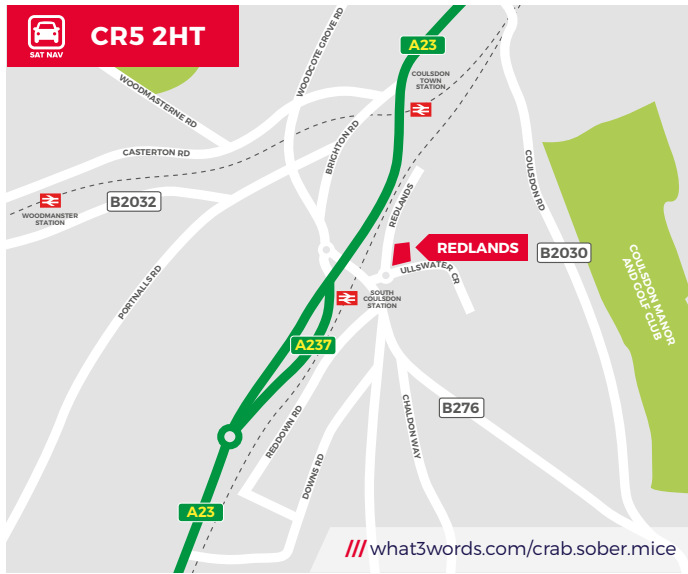 SAT NAV
CR5 2HT
WOODCOTE GROVE RD
A23
COULSDON
TOWN
STATION
WOODMASTERNE RD
BRIGHTON RD
CASTERTON RD
COULSDON RD
REDLANDS
B2032
WOODMANSTER
STATION
REDLANDS
B2030
ULLSWATER CR
COULSDON MANOR
AND GOLF CLUB
PORTNALLS RD
SOUTH
COULSDON
STATION
A237
B276
CHALDON WAY
REDDOWN RD
DOWNS RD
A23
/// what3words.com/crab.sober.mice